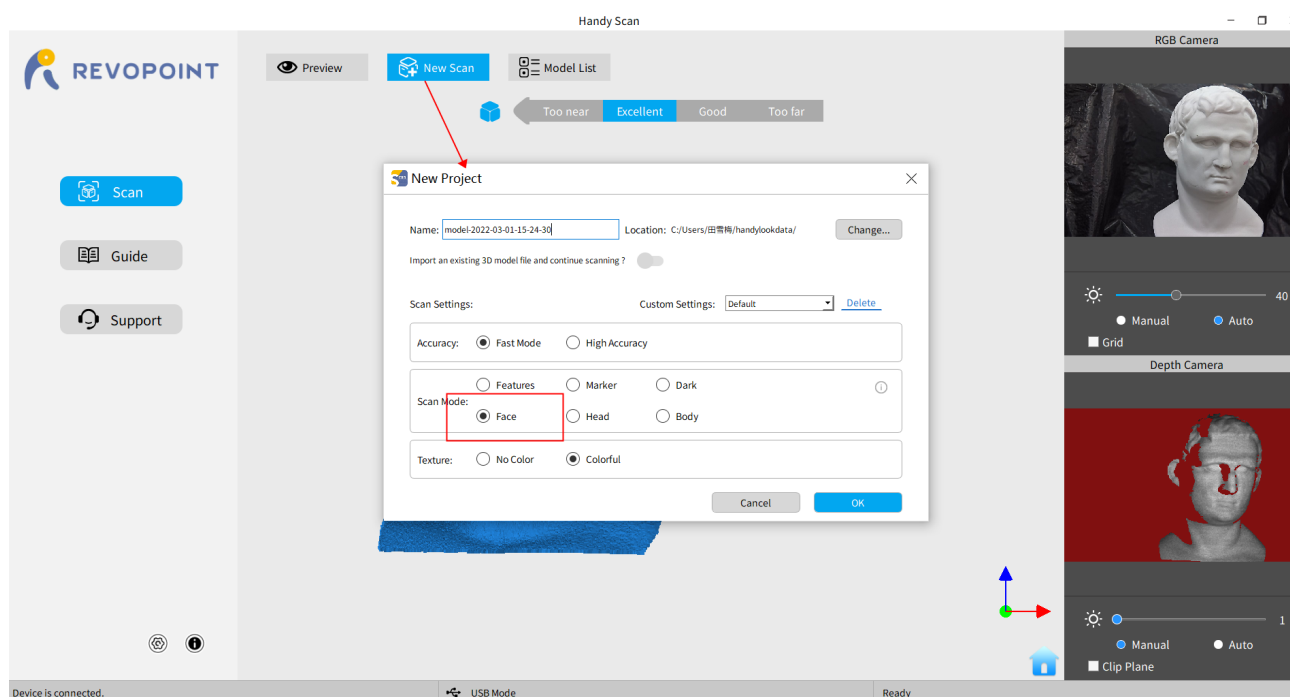 Handy Scan
REVOPOINT
Preview
New Scan
Model List
Too near
Excellent
Good
Too far
Scan
Guide
Support
New Project
Name: model-2022-03-01-15-24-30 Location: C:/Users/田雪梅/handylookdata/ Change...
Import an existing 3D model file and continue scanning ?
Scan Settings: Custom Settings: Default Delete
Accuracy: Fast Mode High Accuracy
Scan Mode: Features Marker Dark
Face Head Body
Texture: No Color Colorful
Cancel OK
RGB Camera
40
Manual Auto
Grid
Depth Camera
1
Manual Auto
Clip Plane
Device is connected. USB Mode Ready